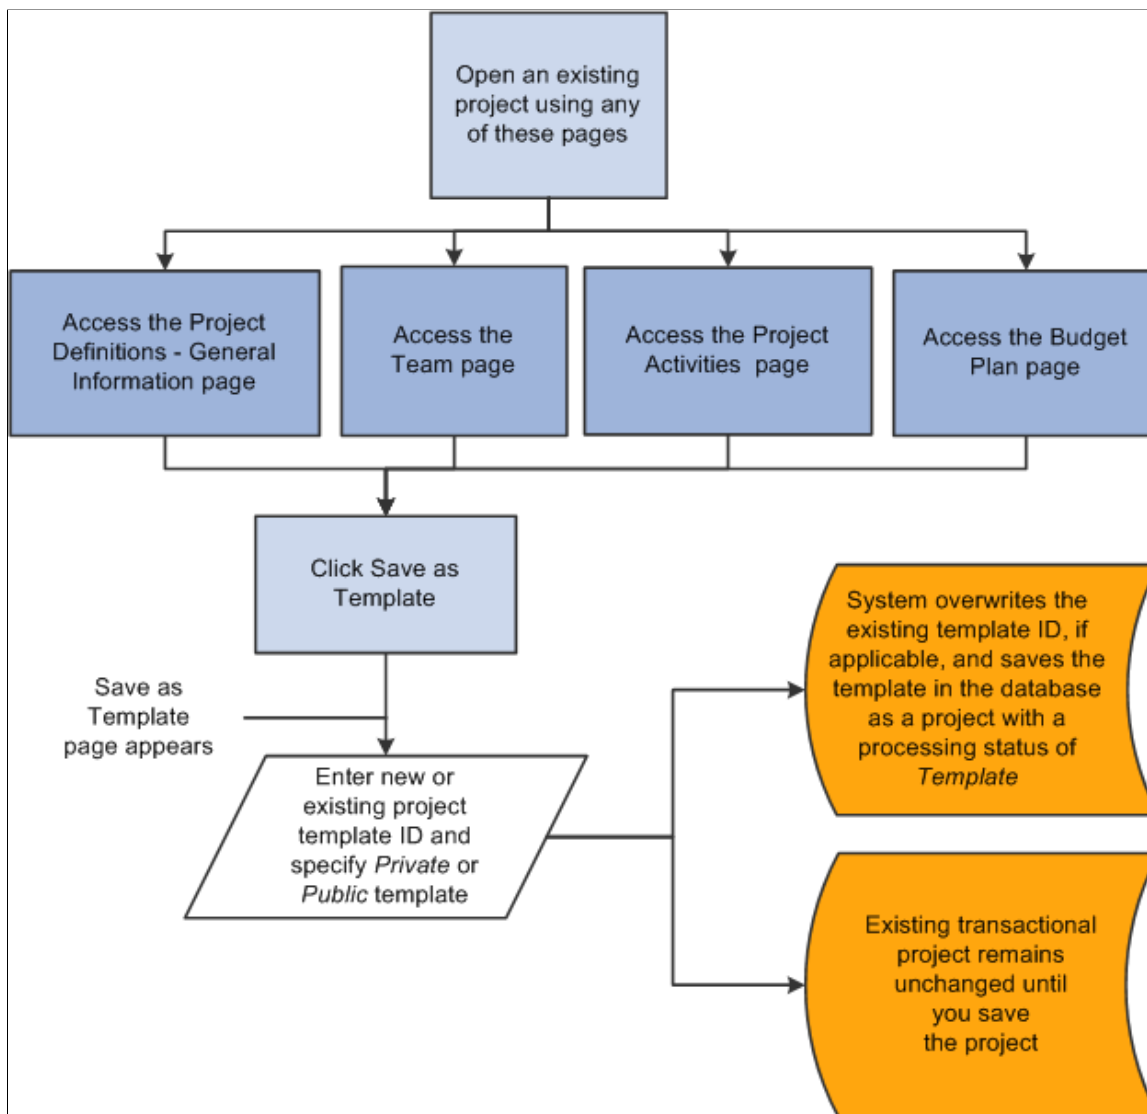 Open an existing
project using any
of these pages
Access the Project
Definitions - General
Information page
Access the
Team page
Access the Project
Activities page
Access the Budget
Plan page
Click Save as
Template
Save as
Template
page appears
Enter new or
existing project
template ID and
specify Private or
Public template
System overwrites the
existing template ID, if
applicable, and saves the
template in the database
as a project with a
processing status of
Template
Existing transactional
project remains
unchanged until
you save
the project